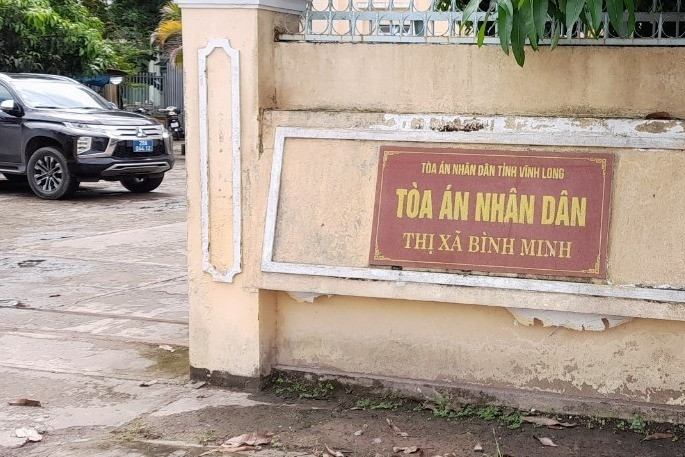 TÒA ÁN NHÂN DÂN TỈNH VĨNH LONG
TÒA ÁN NHÂN DÂN
THỊ XÃ BÌNH MINH